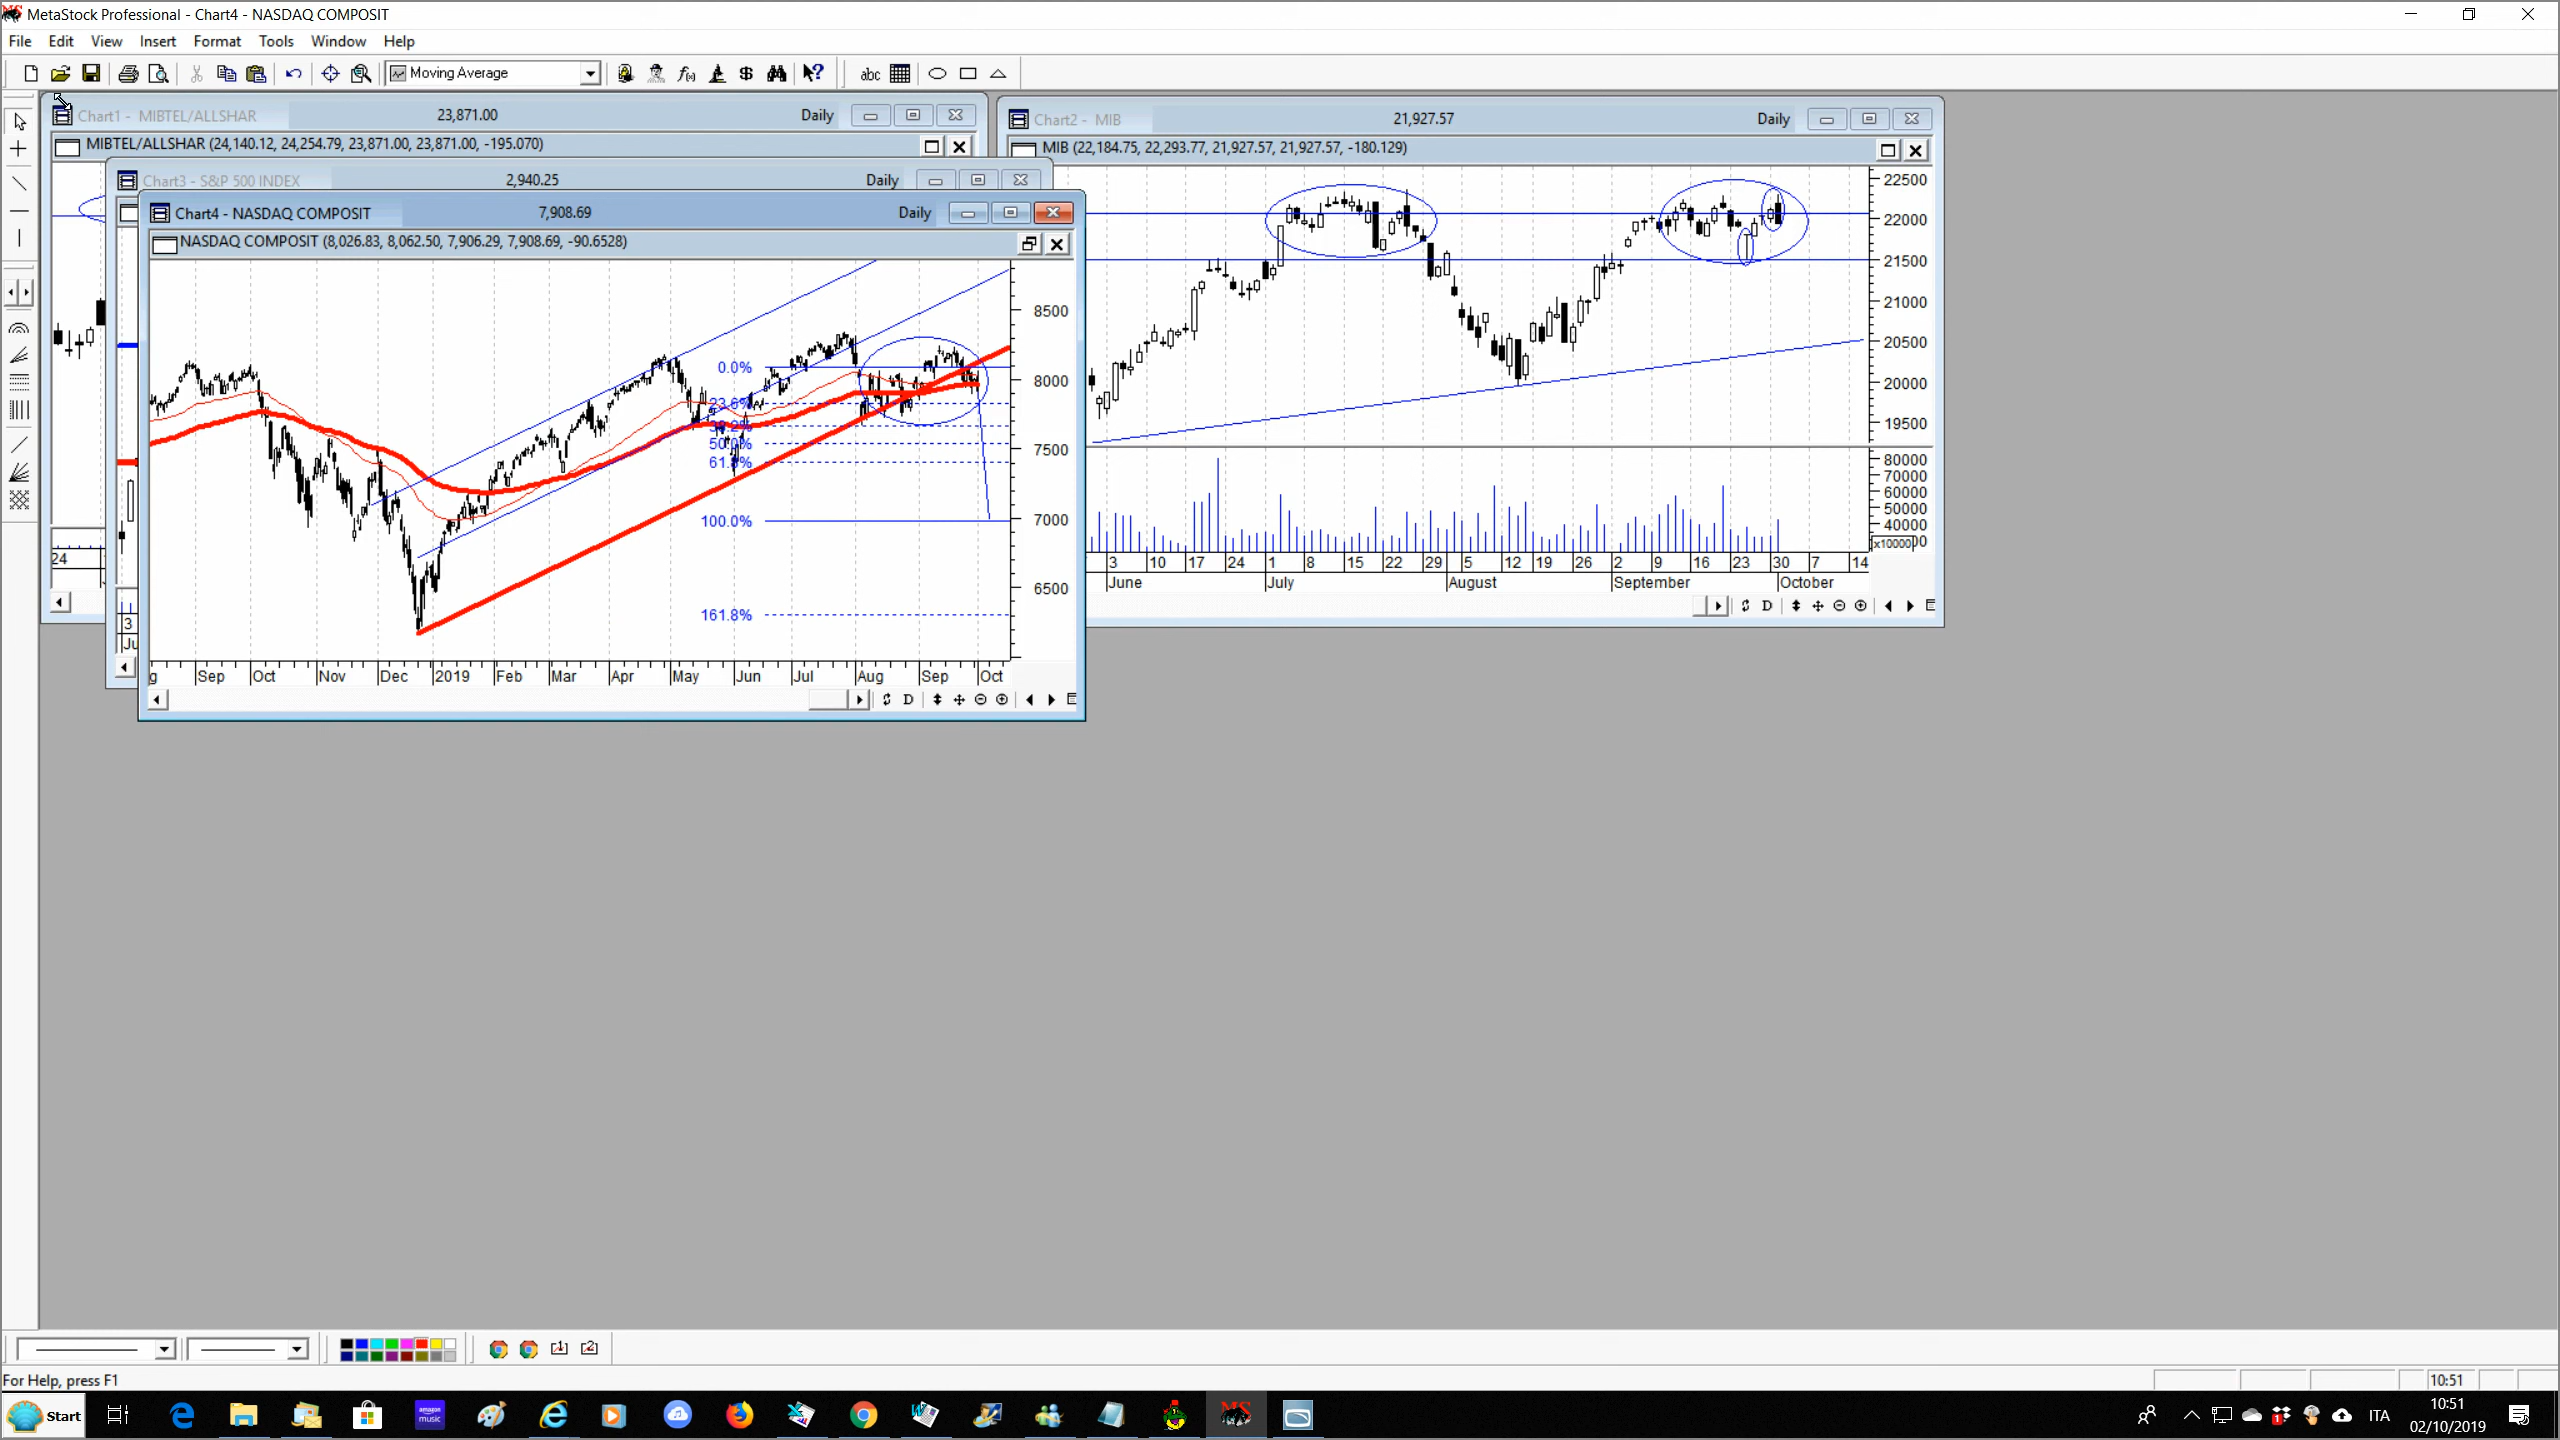 MetaStock Professional - Chart4 - NASDAQ COMPOSIT
File Edit View Insert Format Tools Window Help
Moving Average
abc
Chart1 - MIBTEL/ALLSHAR 23,871.00 Daily
MIBTEL/ALLSHAR (24,140.12, 24,254.79, 23,871.00, 23,871.00, -195.070)
Chart2 - MIB 21,927.57 Daily
MIB (22,184.75, 22,293.77, 21,927.57, 21,927.57, -180.129)
Chart3 - S&P 500 INDEX 2,940.25 Daily
Chart4 - NASDAQ COMPOSIT 7,908.69 Daily
NASDAQ COMPOSIT (8,026.83, 8,062.50, 7,906.29, 7,908.69, -90.6528)
8500
8000
7500
7000
6500
0.0%
23.6%
38.2%
50.0%
61.8%
100.0%
161.8%
g Sep Oct Nov Dec 2019 Feb Mar Apr May Jun Jul Aug Sep Oct
D
24
3
Ju
22500
22000
21500
21000
20500
20000
19500
80000
70000
60000
50000
40000
x10000
3 10 17 24 1 8 15 22 29 5 12 19 26 2 9 16 23 30 7 14
June July August September October
D
For Help, press F1
10:51
Start
amazon music
MS
1
ITA
10:51
02/10/2019